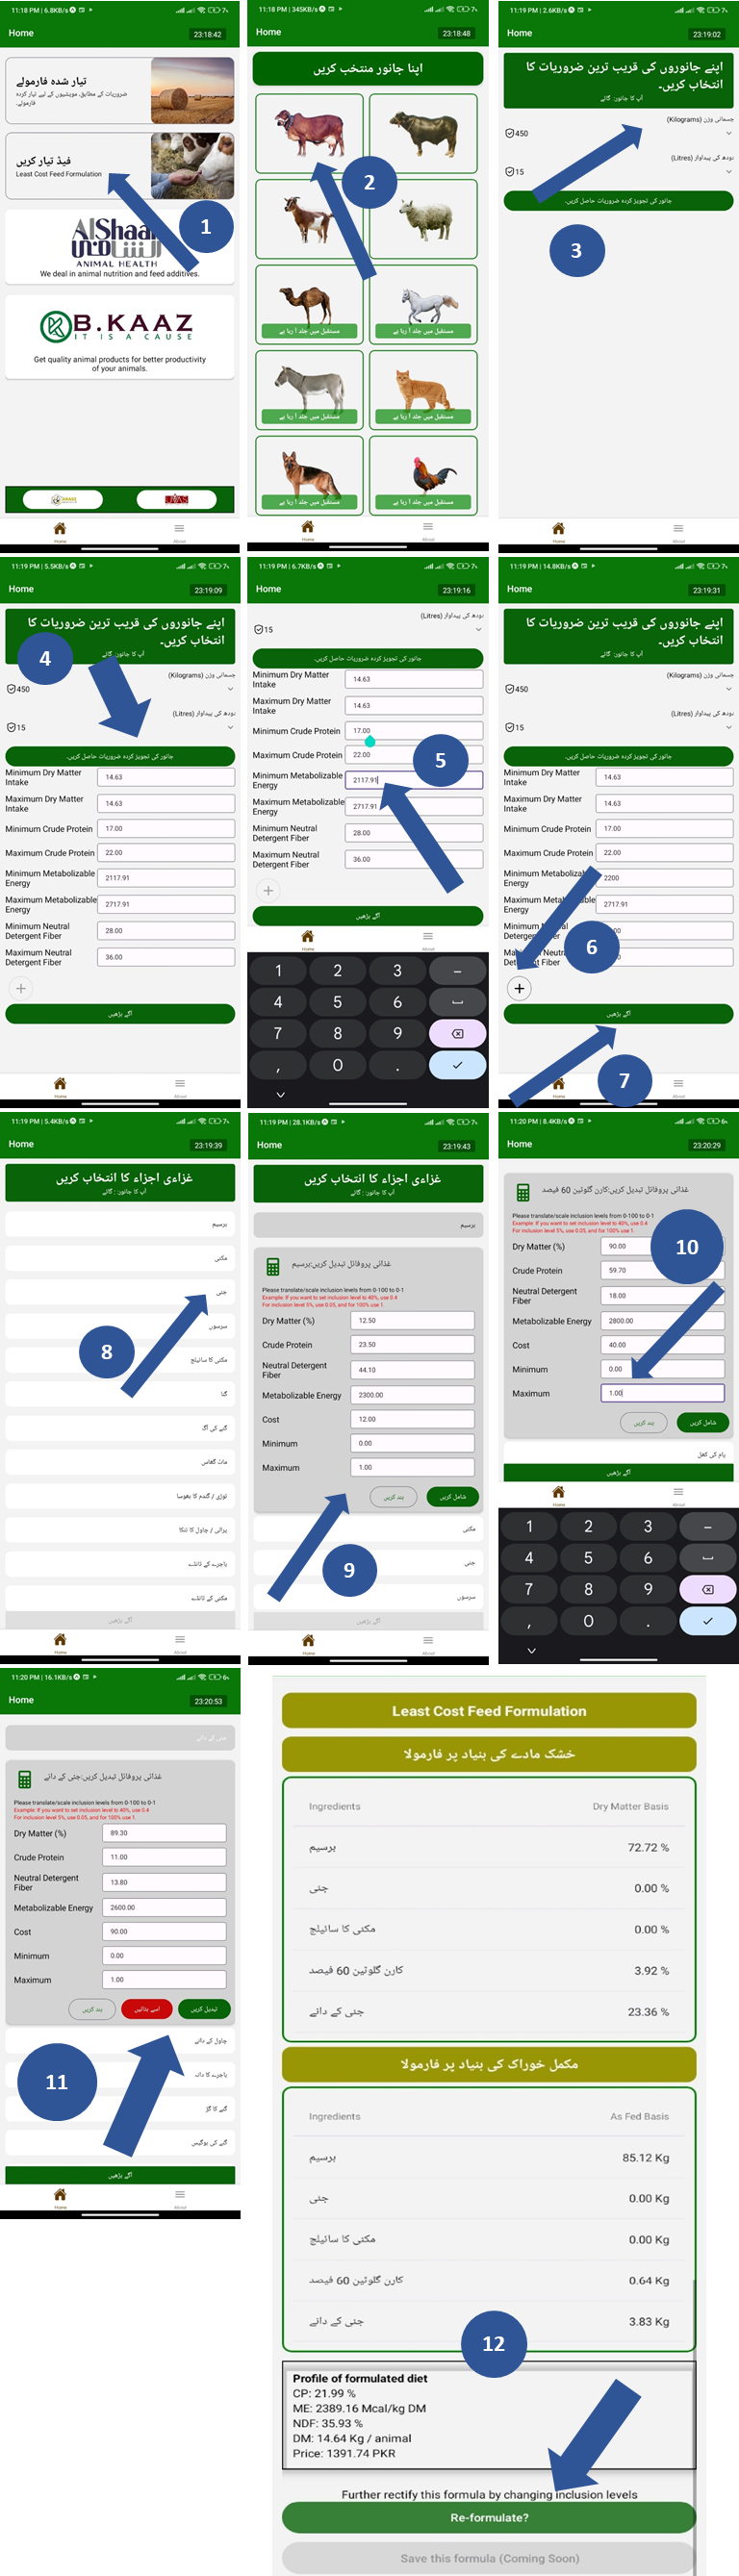 11:18 PM | 6.8KB/s
Home
23:18:42
تیار شدہ فارمولے
ضروریات کے مطابق، مویشیوں کے لیے تیار کردہ
فارمولے.
فیڈ تیار کریں
Least Cost Feed Formulation
1
AlShaafi
الشافی
ANIMAL HEALTH
We deal in animal nutrition and feed additives.
B.KAAZ
IT IS A CAUSE
Get quality animal products for better productivity
of your animals.
Home
About
11:18 PM | 345KB/s
Home
23:18:48
اپنا جانور منتخب کریں
2
مستقبل میں جلد آ رہا ہے
مستقبل میں جلد آ رہا ہے
مستقبل میں جلد آ رہا ہے
مستقبل میں جلد آ رہا ہے
مستقبل میں جلد آ رہا ہے
مستقبل میں جلد آ رہا ہے
Home
About
11:19 PM | 2.6KB/s
Home
23:19:02
اپنے جانوروں کی قریب ترین ضروریات کا
انتخاب کریں۔
آپ کا جانور: گائے
جسمانی وزن (Kilograms)
450
دودھ کی پیداوار (Litres)
15
جانور کی تجویز کردہ ضروریات حاصل کریں.
3
Home
About
11:19 PM | 5.5KB/s
Home
23:19:09
اپنے جانوروں کی قریب ترین ضروریات کا
انتخاب کریں۔
آپ کا جانور: گائے
4
جسمانی وزن (Kilograms)
450
دودھ کی پیداوار (Litres)
15
جانور کی تجویز کردہ ضروریات حاصل کریں.
Minimum Dry Matter
Intake
14.63
Maximum Dry Matter
Intake
14.63
Minimum Crude Protein
17.00
Maximum Crude Protein
22.00
Minimum Metabolizable
Energy
2117.91
Maximum Metabolizable
Energy
2717.91
Minimum Neutral
Detergent Fiber
28.00
Maximum Neutral
Detergent Fiber
36.00
+
آگے بڑھیں
Home
About
11:19 PM | 6.7KB/s
Home
23:19:16
دودھ کی پیداوار (Litres)
15
جانور کی تجویز کردہ ضروریات حاصل کریں.
Minimum Dry Matter
Intake
14.63
Maximum Dry Matter
Intake
14.63
Minimum Crude Protein
17.00
Maximum Crude Protein
22.00
5
Minimum Metabolizable
Energy
2117.91
Maximum Metabolizable
Energy
2717.91
Minimum Neutral
Detergent Fiber
28.00
Maximum Neutral
Detergent Fiber
36.00
+
آگے بڑھیں
Home
About
1 2 3 –
4 5 6
7 8 9
, 0 .
11:19 PM | 14.8KB/s
Home
23:19:31
اپنے جانوروں کی قریب ترین ضروریات کا
انتخاب کریں۔
آپ کا جانور: گائے
جسمانی وزن (Kilograms)
450
دودھ کی پیداوار (Litres)
15
جانور کی تجویز کردہ ضروریات حاصل کریں.
Minimum Dry Matter
Intake
14.63
Maximum Dry Matter
Intake
14.63
Minimum Crude Protein
17.00
Maximum Crude Protein
22.00
Minimum Metabolizable
Energy
2200
Energy
2717.91
6
+
آگے بڑھیں
7
Home
About
11:19 PM | 5.4KB/s
Home
23:19:39
غزاءی اجزاء کا انتخاب کریں
آپ کا جانور: گائے
برسیم
مکئی
جئی
سرسوں
8
مکئی کا سائیلج
گنا
گنے کی آگ
ماٹ گھاس
توڑی / گندم کا بھوسا
پرالی / چاول کا تنکا
باجرے کے ٹانڈے
مکئی کے ٹانڈے
آگے بڑھیں
Home
About
11:19 PM | 28.1KB/s
Home
23:19:43
غزاءی اجزاء کا انتخاب کریں
آپ کا جانور: گائے
برسیم
غذائی پروفائل تبدیل کریں:برسیم
Please translate/scale inclusion levels from 0-100 to 0-1
Example: If you want to set inclusion level to 40%, use 0.4
For inclusion level 5%, use 0.05, and for 100% use 1.
Dry Matter (%)
12.50
Crude Protein
23.50
Neutral Detergent
Fiber
44.10
Metabolizable Energy
2300.00
Cost
12.00
Minimum
0.00
Maximum
1.00
بند کریں
شامل کریں
مکئی
9
جئی
سرسوں
آگے بڑھیں
Home
About
11:20 PM | 8.4KB/s
Home
23:20:29
غذائی پروفائل تبدیل کریں:کارن گلوٹین 60 فیصد
Please translate/scale inclusion levels from 0-100 to 0-1
Example: If you want to set inclusion level to 40%, use 0.4
For inclusion level 5%, use 0.05, and for 100% use 1.
10
Dry Matter (%)
90.00
Crude Protein
59.70
Neutral Detergent
Fiber
18.00
Metabolizable Energy
2800.00
Cost
40.00
Minimum
0.00
Maximum
1.00
بند کریں
شامل کریں
پام کی کھل
آگے بڑھیں
Home
About
1 2 3 –
4 5 6
7 8 9
, 0 .
11:20 PM | 16.1KB/s
Home
23:20:53
جئی کے دانے
غذائی پروفائل تبدیل کریں:جئی کے دانے
Please translate/scale inclusion levels from 0-100 to 0-1
Example: If you want to set inclusion level to 40%, use 0.4
For inclusion level 5%, use 0.05, and for 100% use 1.
Dry Matter (%)
89.30
Crude Protein
11.00
Neutral Detergent
Fiber
13.80
Metabolizable Energy
2600.00
Cost
90.00
Minimum
0.00
Maximum
1.00
بند کریں
اسے ہٹائیں
تبدیل کریں
چاول کے دانے
11
باجرے کا دانہ
گنے کا گڑ
گنے کی بوگیس
آگے بڑھیں
Home
About
Least Cost Feed Formulation
خشک مادے کی بنیاد پر فارمولا
Ingredients
Dry Matter Basis
برسیم
72.72 %
جئی
0.00 %
مکئی کا سائیلج
0.00 %
کارن گلوٹین 60 فیصد
3.92 %
جئی کے دانے
23.36 %
مکمل خوراک کی بنیاد پر فارمولا
Ingredients
As Fed Basis
برسیم
85.12 Kg
جئی
0.00 Kg
مکئی کا سائیلج
0.00 Kg
کارن گلوٹین 60 فیصد
0.64 Kg
جئی کے دانے
3.83 Kg
12
Profile of formulated diet
CP: 21.99 %
ME: 2389.16 Mcal/kg DM
NDF: 35.93 %
DM: 14.64 Kg / animal
Price: 1391.74 PKR
Further rectify this formula by changing inclusion levels
Re-formulate?
Save this formula (Coming Soon)